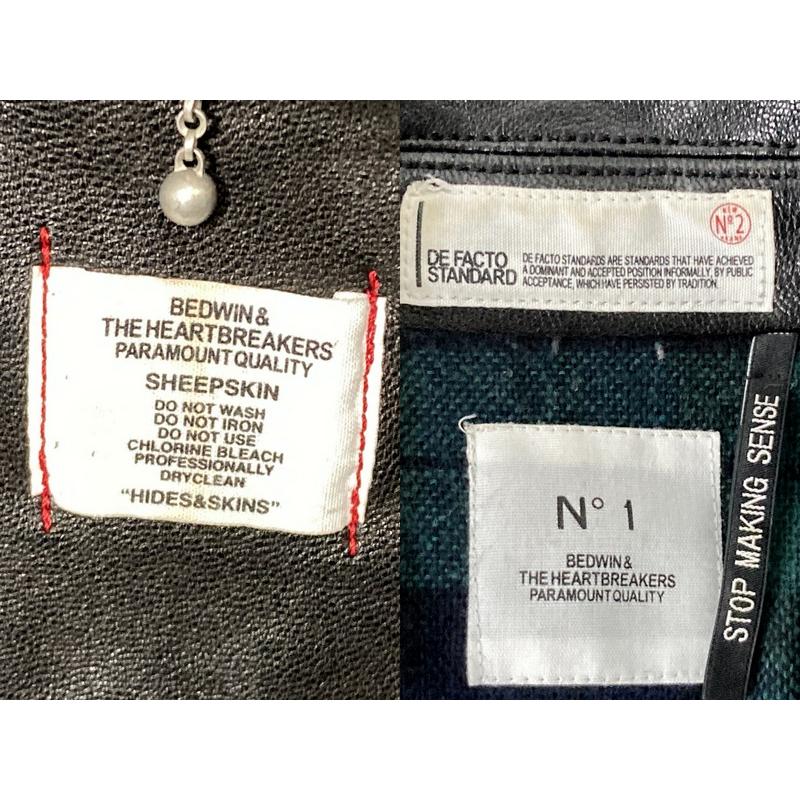 BEDWIN &
THE HEARTBREAKERS
PARAMOUNT QUALITY
SHEEPSKIN
DO NOT WASH
DO NOT IRON
DO NOT USE
CHLORINE BLEACH
PROFESSIONALLY
DRYCLEAN
"HIDES&SKINS"
NEW
Nº2
DE FACTO
STANDARD
DE FACTO STANDARDS ARE STANDARDS THAT HAVE ACHIEVED
A DOMINANT AND ACCEPTED POSITION INFORMALLY, BY PUBLIC
ACCEPTANCE, WHICH HAVE PERSISTED BY TRADITION.
N° 1
BEDWIN &
THE HEARTBREAKERS
PARAMOUNT QUALITY
STOP MAKING SENSE